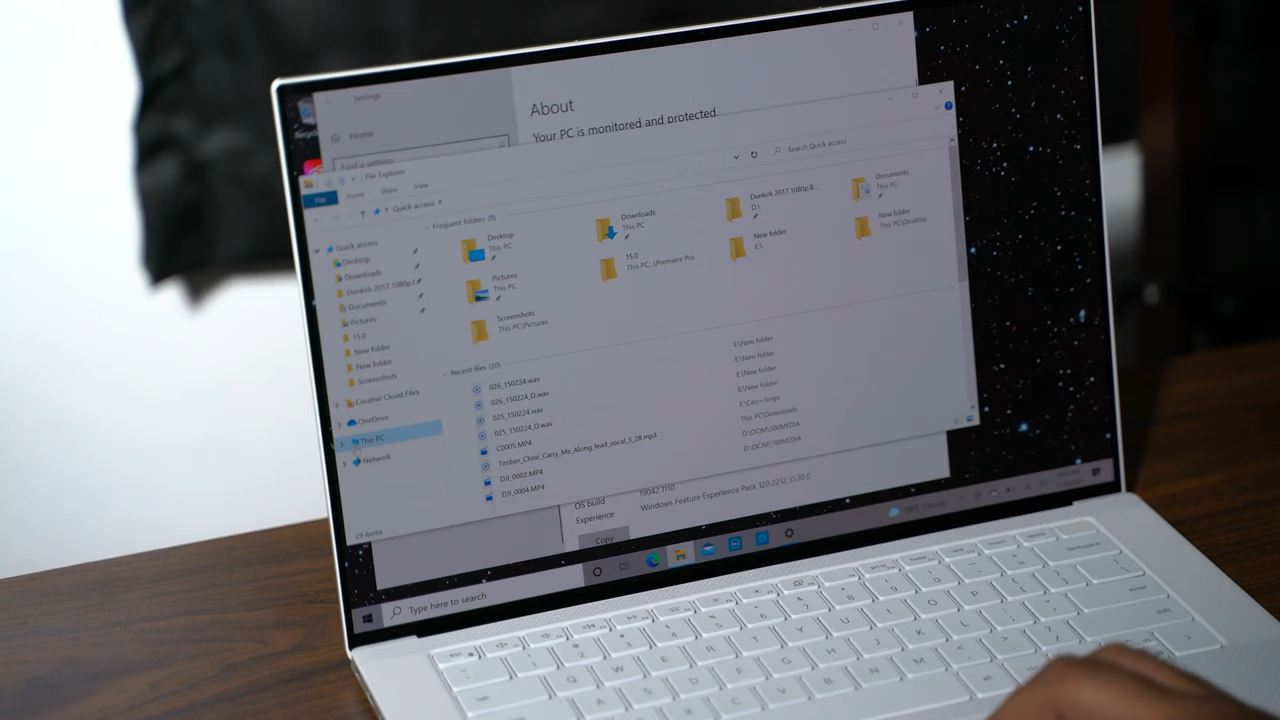 Settings
About
Home
Your PC is monitored and protected.
Find a setting
File Explorer
File
Home
Share
View
Quick access
Search Quick access
Quick access
Desktop
Downloads
Dunkirk.2017 1080p.
Documents
Pictures
15.0
New folder
New folder
Screenshots
Creative Cloud Files
OneDrive
This PC
Network
29 items
Frequent folders (9)
Desktop
This PC
Downloads
This PC
Dunkirk.2017.1080p.B...
D:\
Documents
This PC
Pictures
This PC
15.0
This PC...\Premiere Pro
New folder
E:\
New folder
This PC\Desktop
Screenshots
This PC\Pictures
Recent files (20)
026_150224.wav
E:\New folder
026_150224_D.wav
E:\New folder
025_150224.wav
E:\New folder
025_150224_D.wav
E:\New folder
C0005.MP4
E:\Ceci+Jorge
Timber_Choir_Carry_Me_Along_lead_vocal_3_28.mp3
This PC\Downloads
DJI_0002.MP4
D:\DCIM\100MEDIA
DJI_0004.MP4
D:\DCIM\100MEDIA
OS build
19042.1110
Experience
Windows Feature Experience Pack 120.2212.3530.0
Copy
Type here to search
Cloudy
esc
backspace
Q W E R T Y U I O P
enter
A S D F G H J K L
shift
V B N M